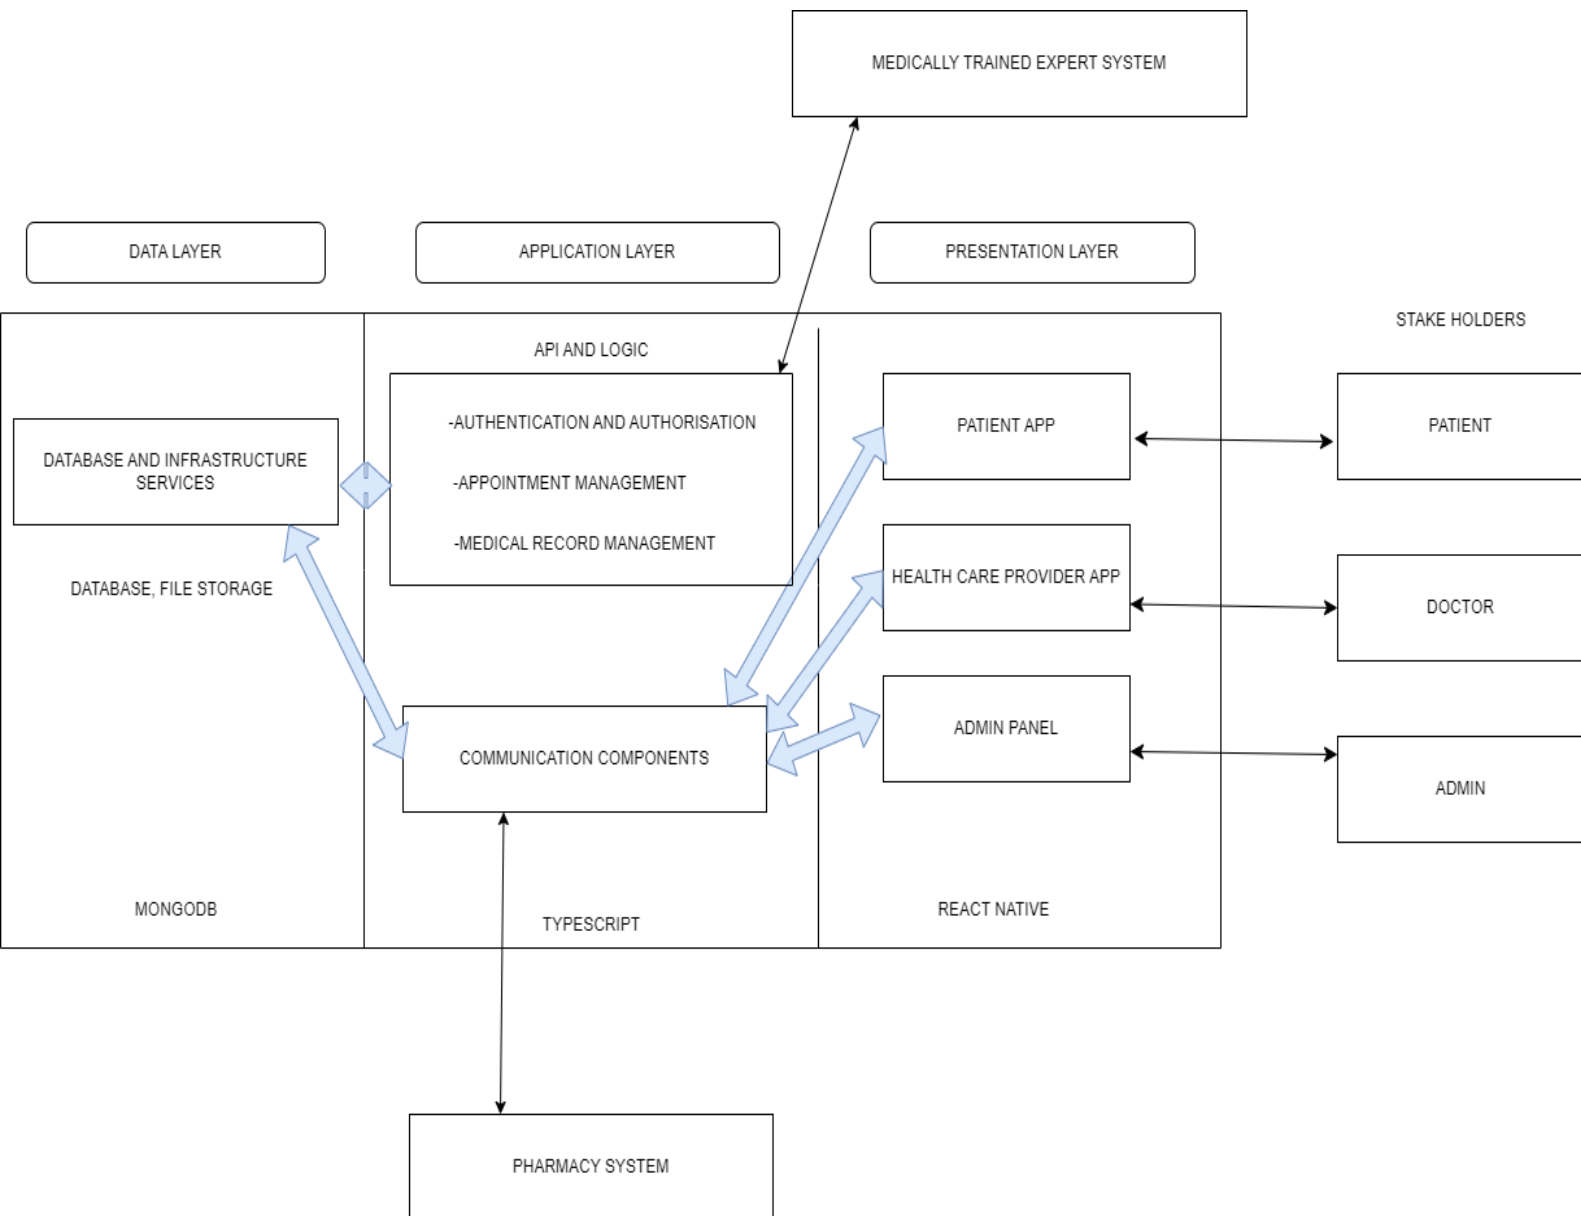 MEDICALLY TRAINED EXPERT SYSTEM
DATA LAYER
APPLICATION LAYER
PRESENTATION LAYER
STAKE HOLDERS
API AND LOGIC
-AUTHENTICATION AND AUTHORISATION
-APPOINTMENT MANAGEMENT
-MEDICAL RECORD MANAGEMENT
DATABASE AND INFRASTRUCTURE
SERVICES
DATABASE, FILE STORAGE
PATIENT APP
PATIENT
HEALTH CARE PROVIDER APP
DOCTOR
COMMUNICATION COMPONENTS
ADMIN PANEL
ADMIN
MONGODB
TYPESCRIPT
REACT NATIVE
PHARMACY SYSTEM